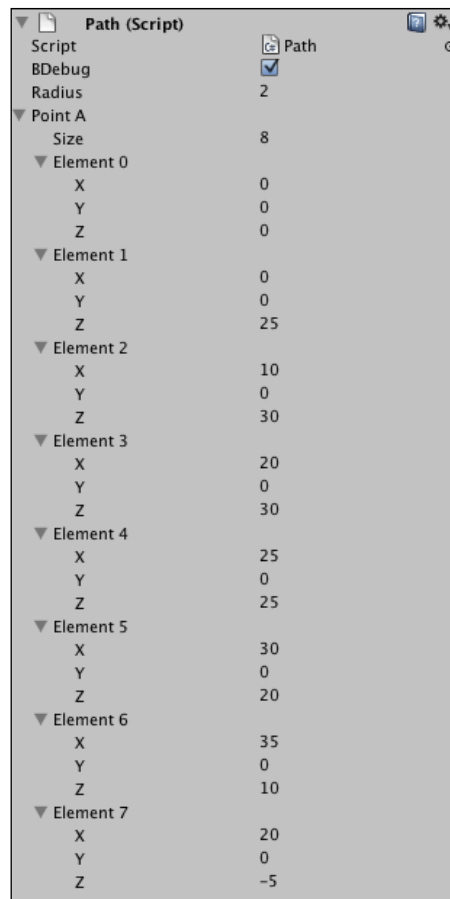 Path (Script)
Script Path
BDebug
Radius 2
Point A
Size 8
Element 0
X 0
Y 0
Z 0
Element 1
X 0
Y 0
Z 25
Element 2
X 10
Y 0
Z 30
Element 3
X 20
Y 0
Z 30
Element 4
X 25
Y 0
Z 25
Element 5
X 30
Y 0
Z 20
Element 6
X 35
Y 0
Z 10
Element 7
X 20
Y 0
Z -5